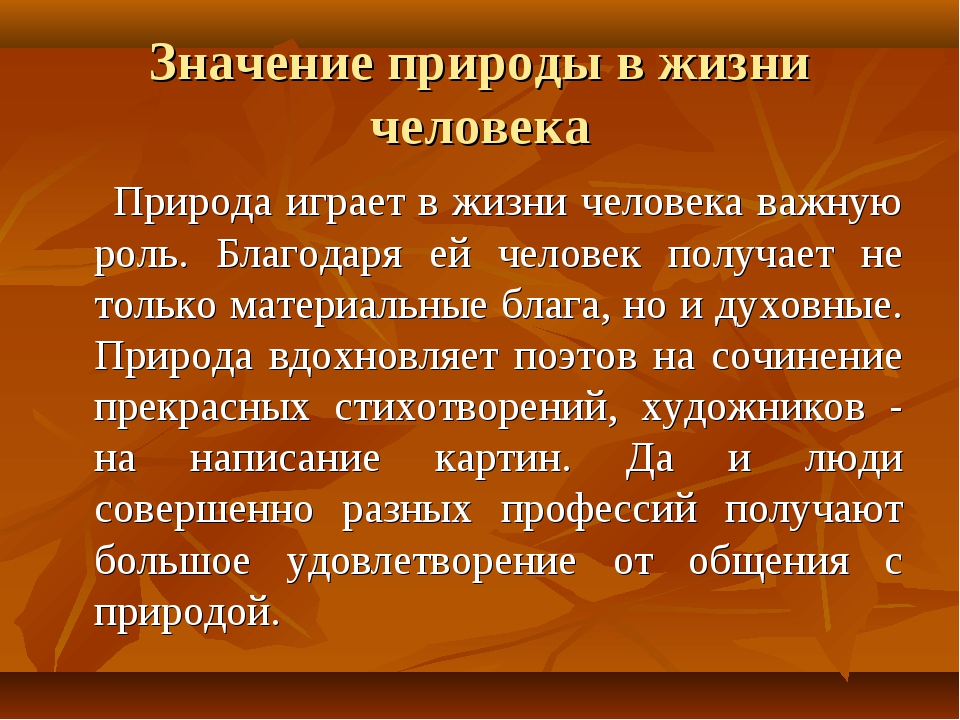 Значение природы в жизни
человека
Природа играет в жизни человека важную
роль. Благодаря ей человек получает не
только материальные блага, но и духовные.
Природа вдохновляет поэтов на сочинение
прекрасных стихотворений, художников -
на написание картин. Да и люди
совершенно разных профессий получают
большое удовлетворение от общения с
природой.